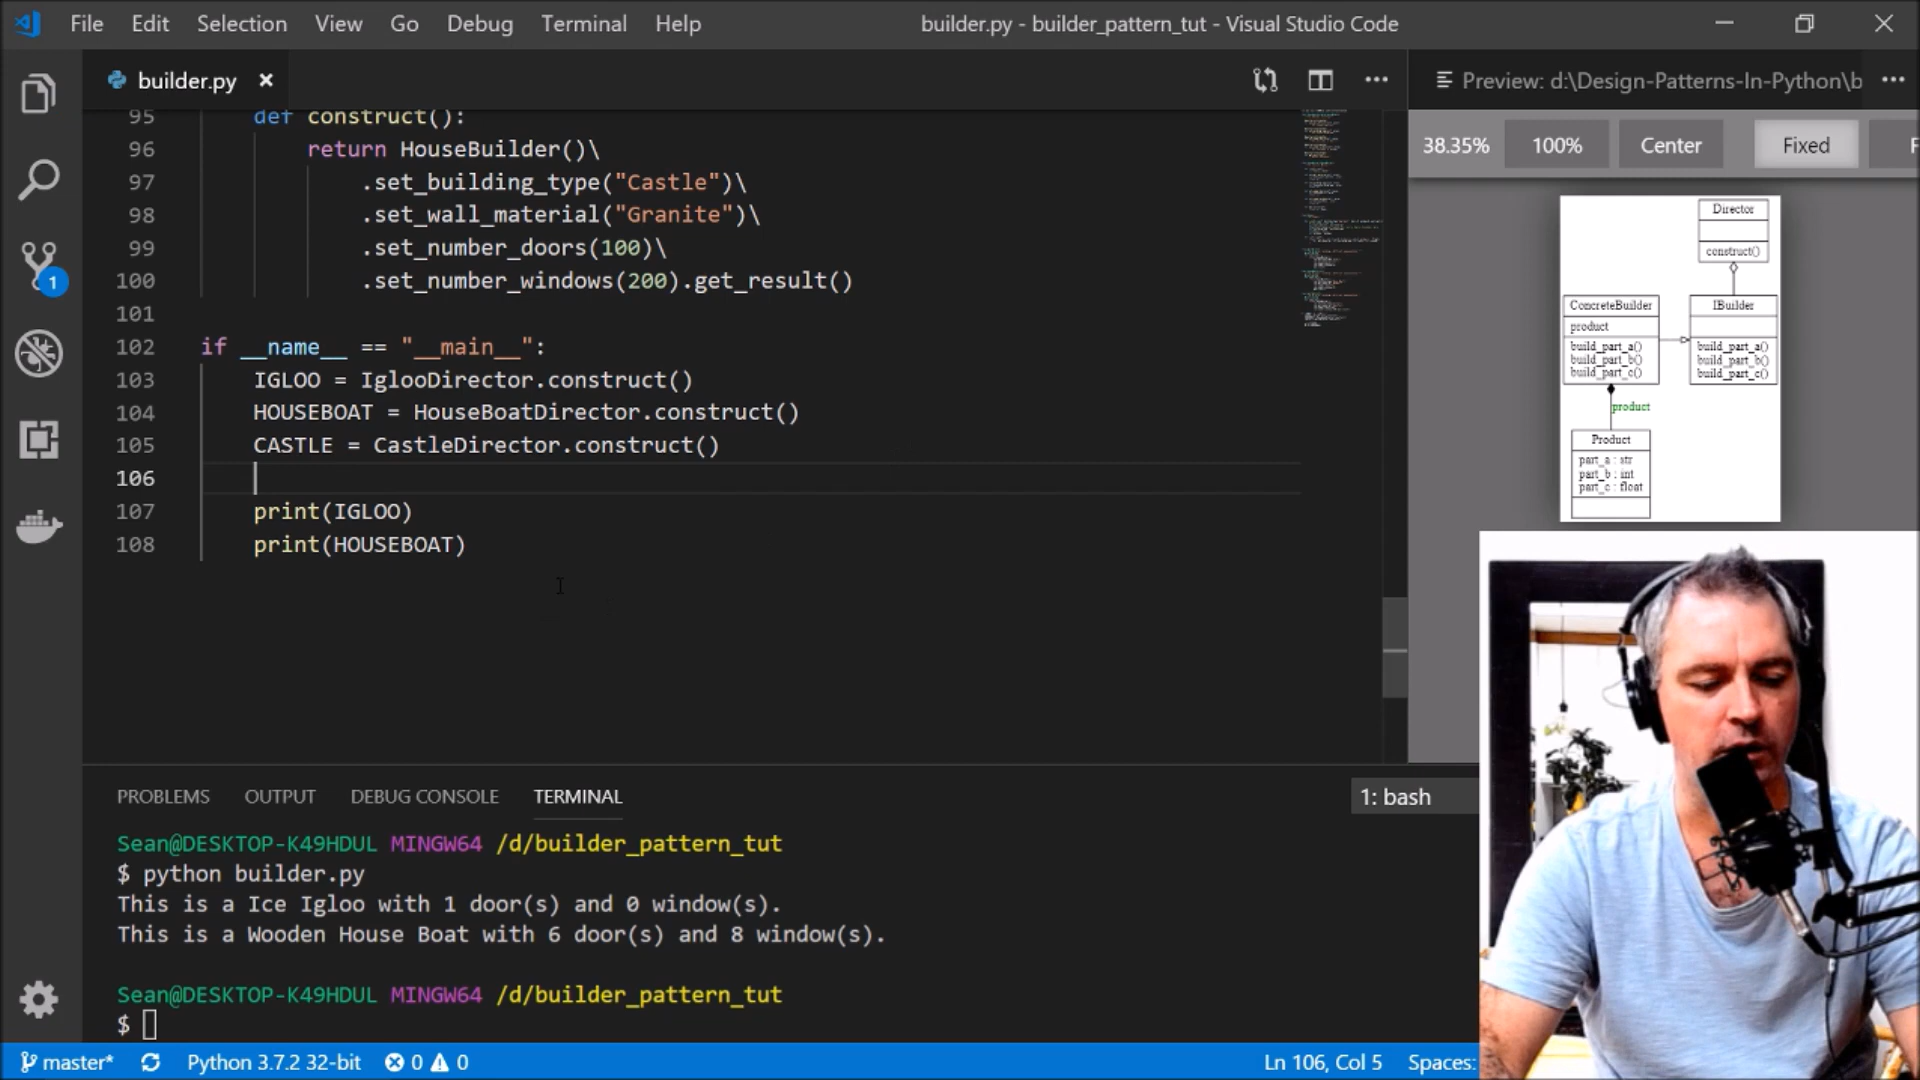 File Edit Selection View Go Debug Terminal Help
builder.py - builder_pattern_tut - Visual Studio Code
builder.py
Preview: d:\Design-Patterns-In-Python\b
38.35% 100% Center Fixed F
95 def construct():
96 return HouseBuilder()\
97 .set_building_type("Castle")\
98 .set_wall_material("Granite")\
99 .set_number_doors(100)\
100 .set_number_windows(200).get_result()
101
102 if __name__ == "__main__":
103 IGLOO = IglooDirector.construct()
104 HOUSEBOAT = HouseBoatDirector.construct()
105 CASTLE = CastleDirector.construct()
106
107 print(IGLOO)
108 print(HOUSEBOAT)
Director
construct()
ConcreteBuilder
product
build_part_a()
build_part_b()
build_part_c()
IBuilder
build_part_a()
build_part_b()
build_part_c()
product
Product
part_a : str
part_b : int
part_c : float
1
PROBLEMS OUTPUT DEBUG CONSOLE TERMINAL
1: bash
Sean@DESKTOP-K49HDUL MINGW64 /d/builder_pattern_tut
$ python builder.py
This is a Ice Igloo with 1 door(s) and 0 window(s).
This is a Wooden House Boat with 6 door(s) and 8 window(s).
Sean@DESKTOP-K49HDUL MINGW64 /d/builder_pattern_tut
$
master* Python 3.7.2 32-bit 0 0 Ln 106, Col 5 Spaces: